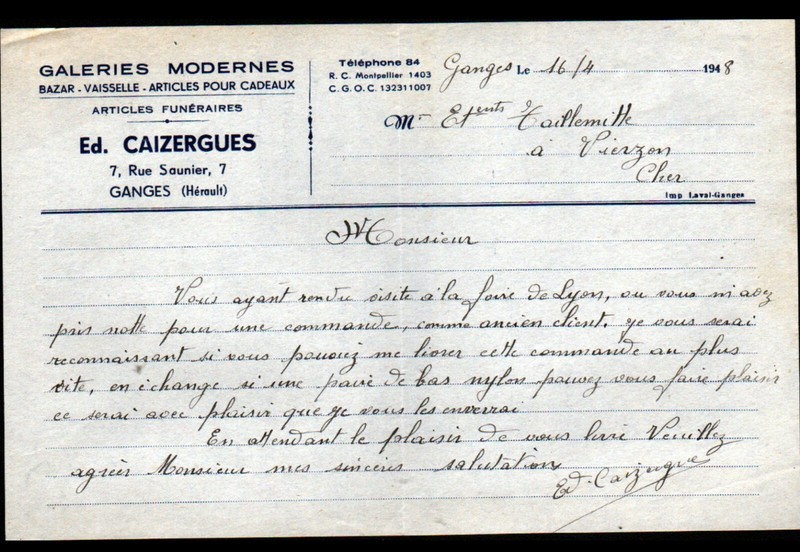 GALERIES MODERNES
BAZAR - VAISSELLE - ARTICLES POUR CADEAUX
ARTICLES FUNÉRAIRES
Ed. CAIZERGUES
7, Rue Saunier, 7
GANGES (Hérault)
Téléphone 84
R. C. Montpellier 1403
C. G. O. C. 132311007
Ganges Le 16/4 1948
M Etents Taillemitte
à Vierzon
Cher
Imp Laval-Ganges
Monsieur
Vous ayant rendu visite à la foire de Lyon, ou vous m'avez
pris notte pour une commande, comme ancien client. je vous serai
reconnaissant si vous pouviez me livrer cette commande au plus
vite, en échange si une paire de bas nylon pouvez vous faire plaisir
ce serai avec plaisir que je vous les enverrai
En attendant le plaisir de vous lire Veuillez
agréer Monsieur mes sincères salutation
Ed. Caizergue